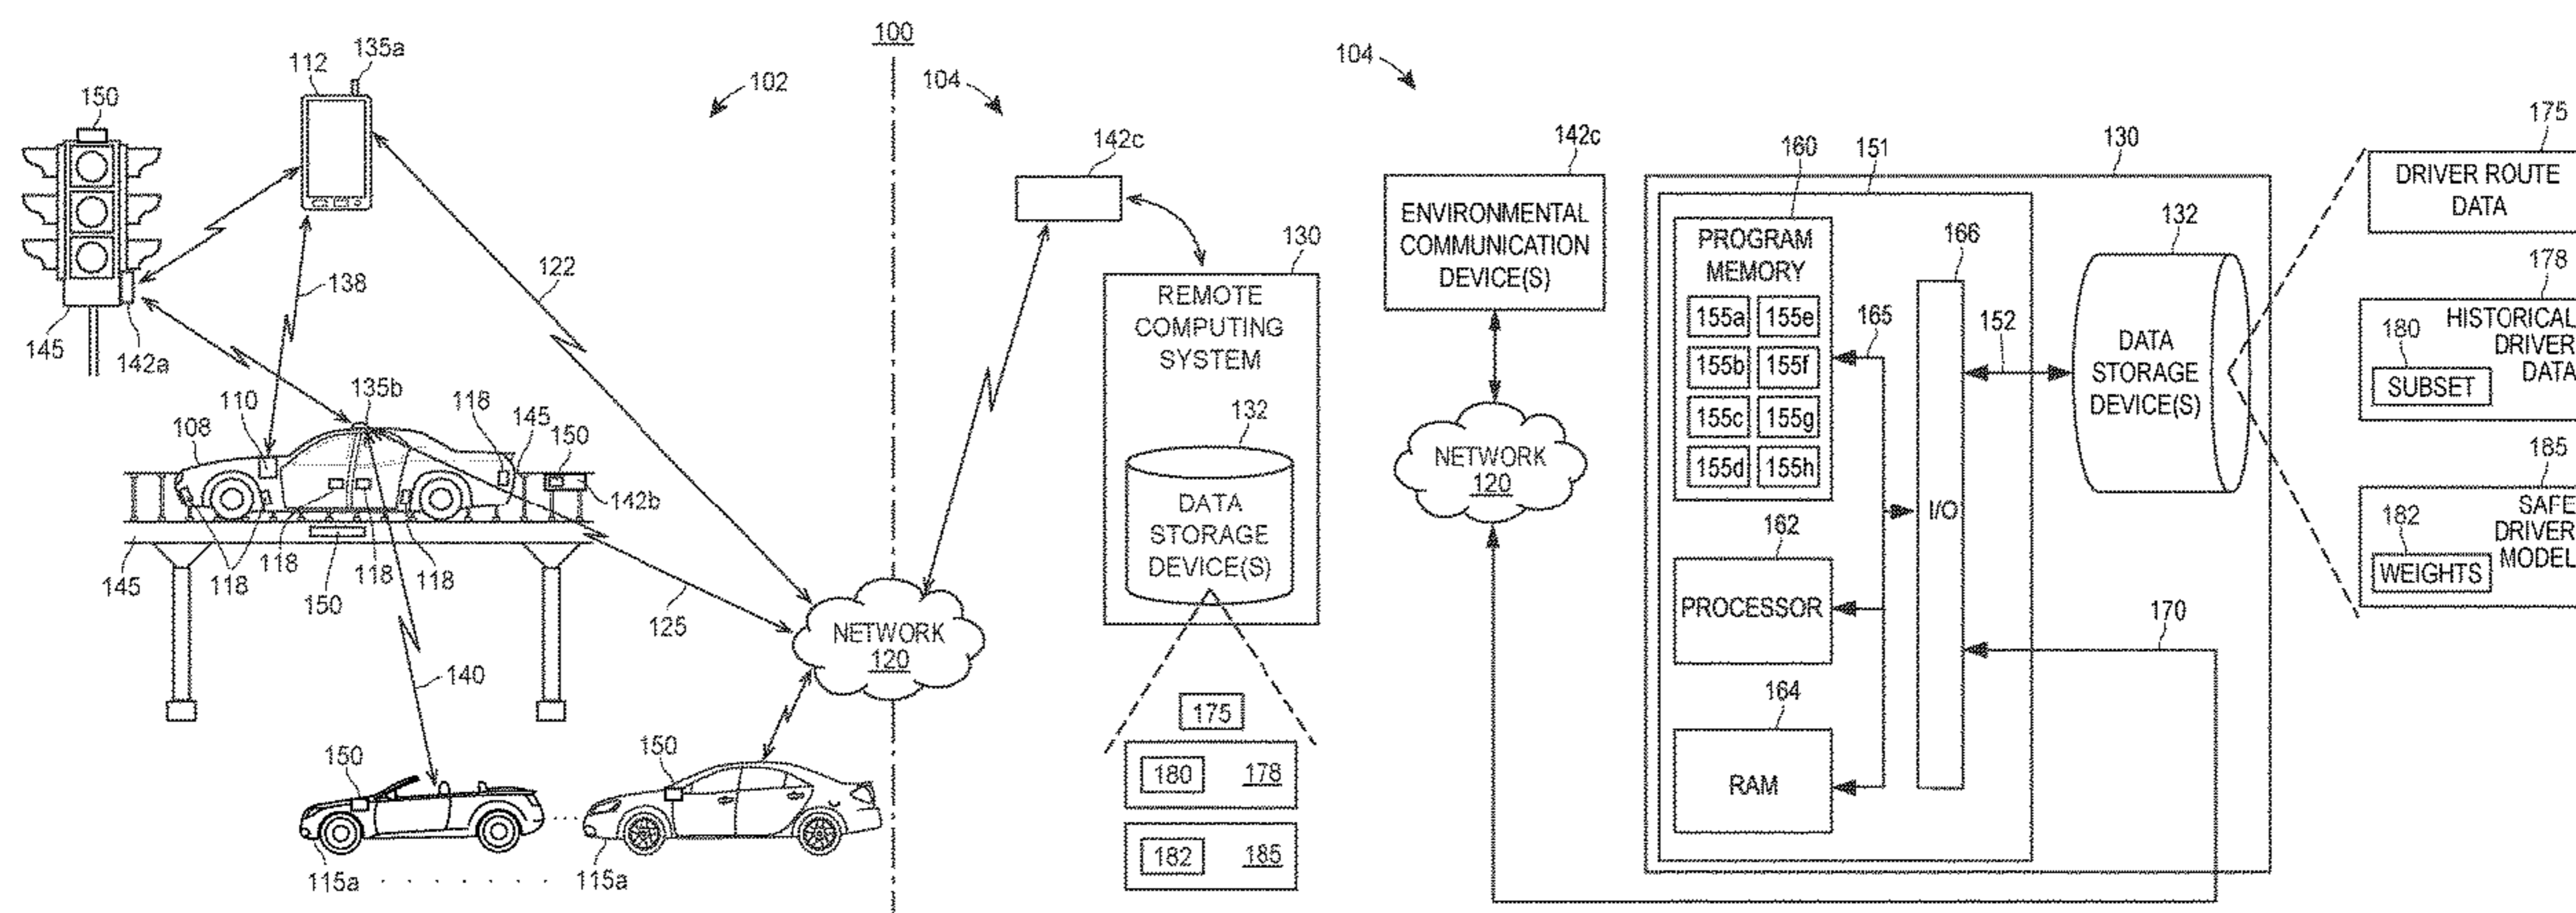 100
135a
112
102
104
150
142c
122
138
130
REMOTE
COMPUTING
SYSTEM
145
142a
135b
110
118
145
150
108
142b
132
DATA
STORAGE
DEVICE(S)
145
118
118
150
118
118
125
NETWORK
120
140
175
150
150
180
178
182
185
115a
115a
104
142c
ENVIRONMENTAL
COMMUNICATION
DEVICE(S)
NETWORK
120
160
151
130
PROGRAM
MEMORY
155a
155e
155b
155f
155c
155g
155d
155h
165
166
I/O
152
132
DATA
STORAGE
DEVICE(S)
162
PROCESSOR
164
RAM
170
175
DRIVER ROUTE
DATA
178
HISTORICAL
DRIVER
DATA
180
SUBSET
185
SAFE
DRIVER
MODEL
182
WEIGHTS